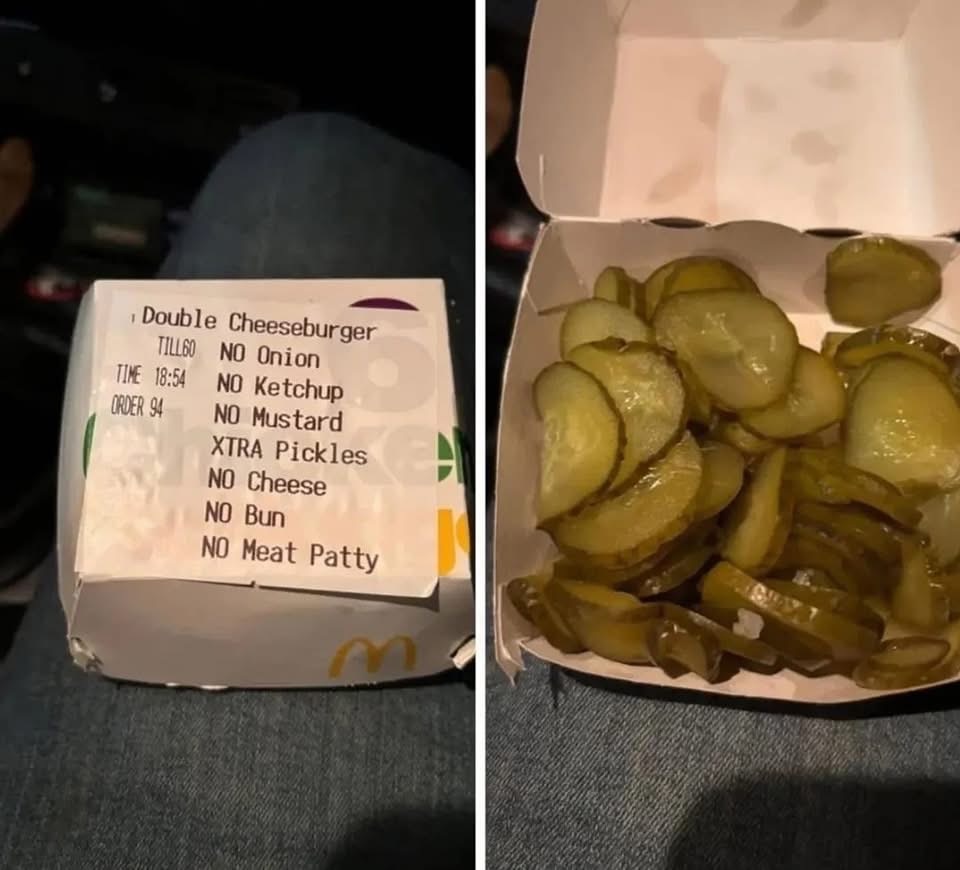 1 Double Cheeseburger
TILL60 NO Onion
TIME 18:54 NO Ketchup
ORDER 94 NO Mustard
XTRA Pickles
NO Cheese
NO Bun
NO Meat Patty